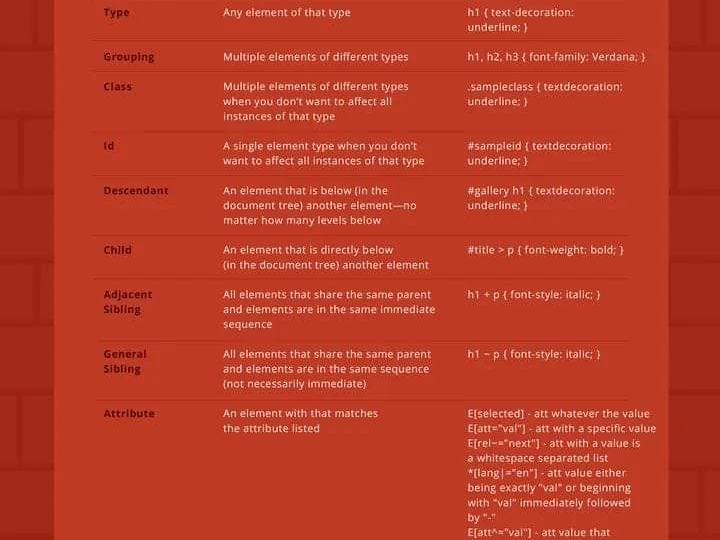 Type
Any element of that type
h1 { text-decoration:
underline; }
Grouping
Multiple elements of different types
h1, h2, h3 { font-family: Verdana; }
Class
Multiple elements of different types
when you don't want to affect all
instances of that type
.sampleclass { textdecoration:
underline; }
Id
A single element type when you don't
want to affect all instances of that type
#sampleid { textdecoration:
underline; }
Descendant
An element that is below (in the
document tree) another element—no
matter how many levels below
#gallery h1 { textdecoration:
underline; }
Child
An element that is directly below
(in the document tree) another element
#title > p { font-weight: bold; }
Adjacent
Sibling
All elements that share the same parent
and elements are in the same immediate
sequence
h1 + p { font-style: italic; }
General
Sibling
All elements that share the same parent
and elements are in the same sequence
(not necessarily immediate)
h1 ~ p { font-style: italic; }
Attribute
An element with that matches
the attribute listed
E[selected] - att whatever the value
E[att="val"] - att with a specific value
E[rel~="next"] - att with a value is
a whitespace separated list
*[lang|="en"] - att value either
being exactly "val" or beginning
with "val" immediately followed
by "-"
E[att^="val"] - att value that